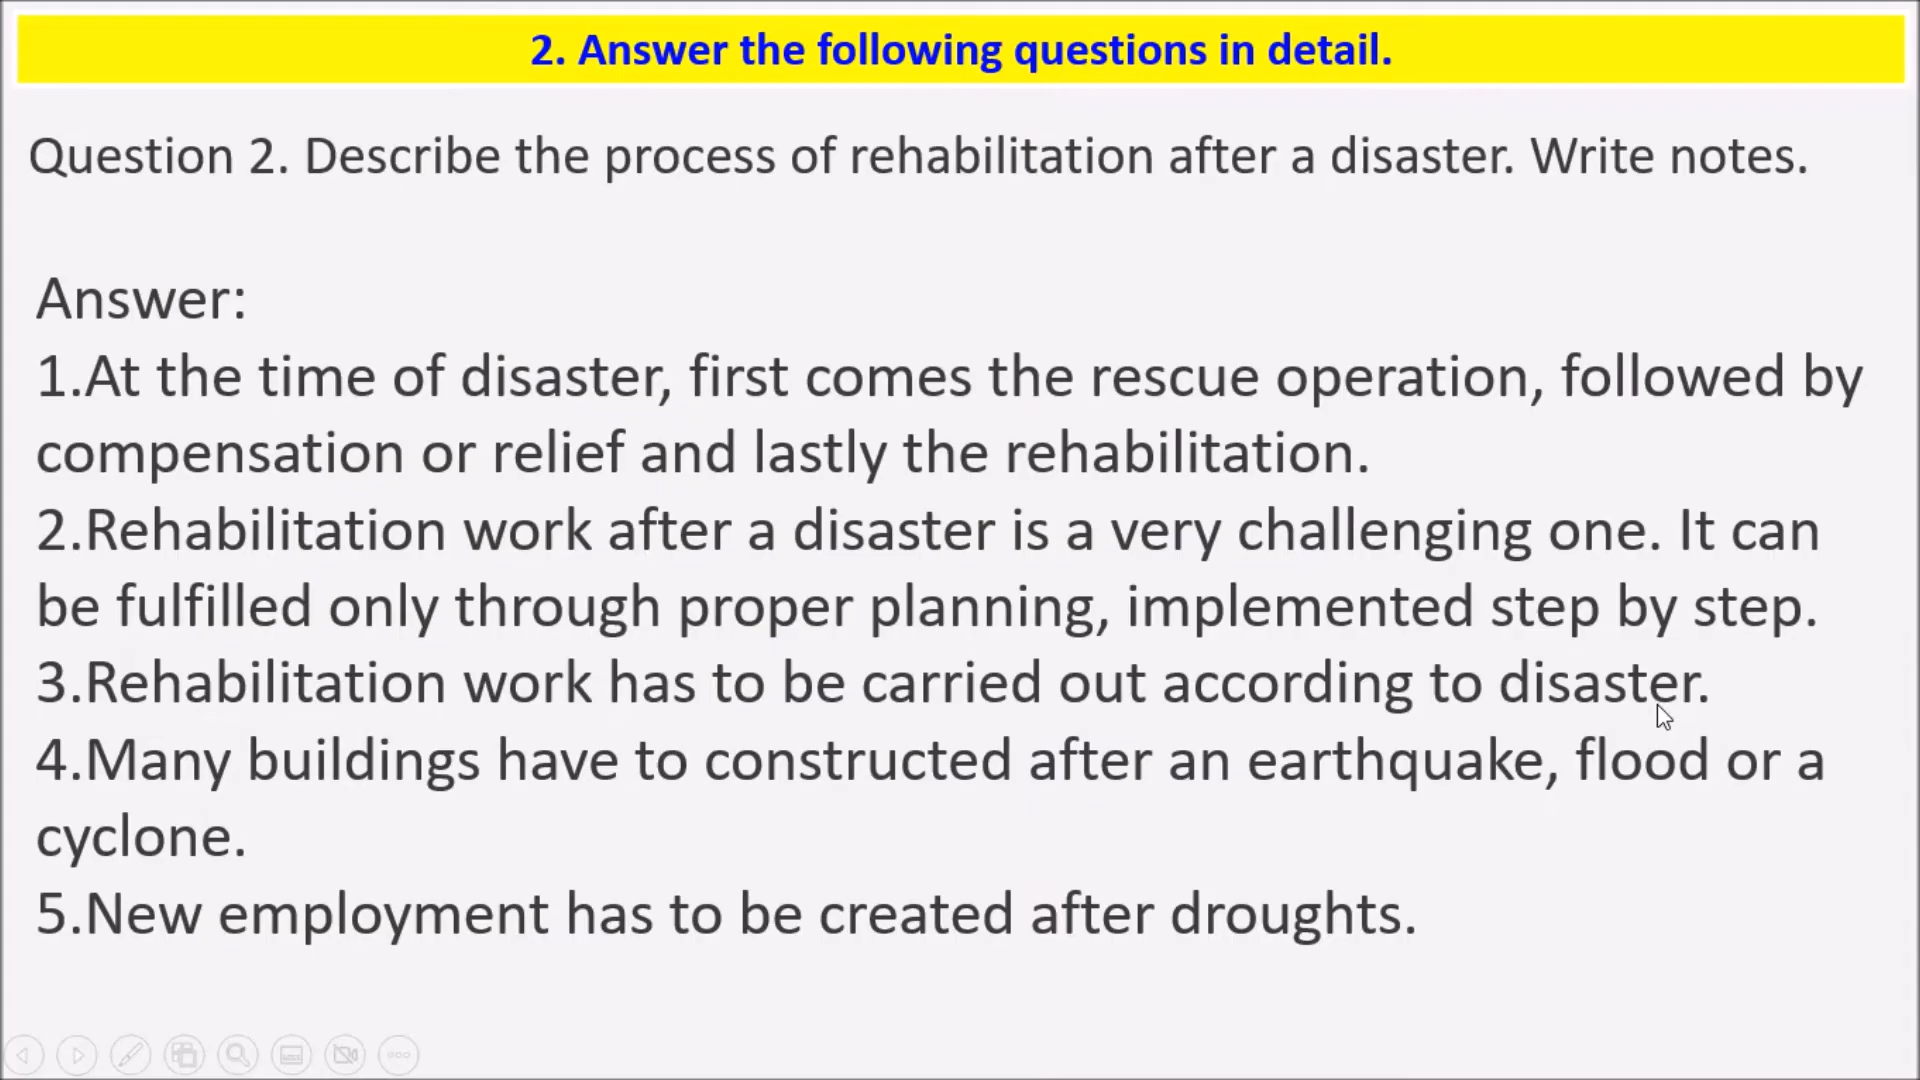 2. Answer the following questions in detail.
Question 2. Describe the process of rehabilitation after a disaster. Write notes.
Answer:
1.At the time of disaster, first comes the rescue operation, followed by
compensation or relief and lastly the rehabilitation.
2.Rehabilitation work after a disaster is a very challenging one. It can
be fulfilled only through proper planning, implemented step by step.
3.Rehabilitation work has to be carried out according to disaster.
4.Many buildings have to constructed after an earthquake, flood or a
cyclone.
5.New employment has to be created after droughts.